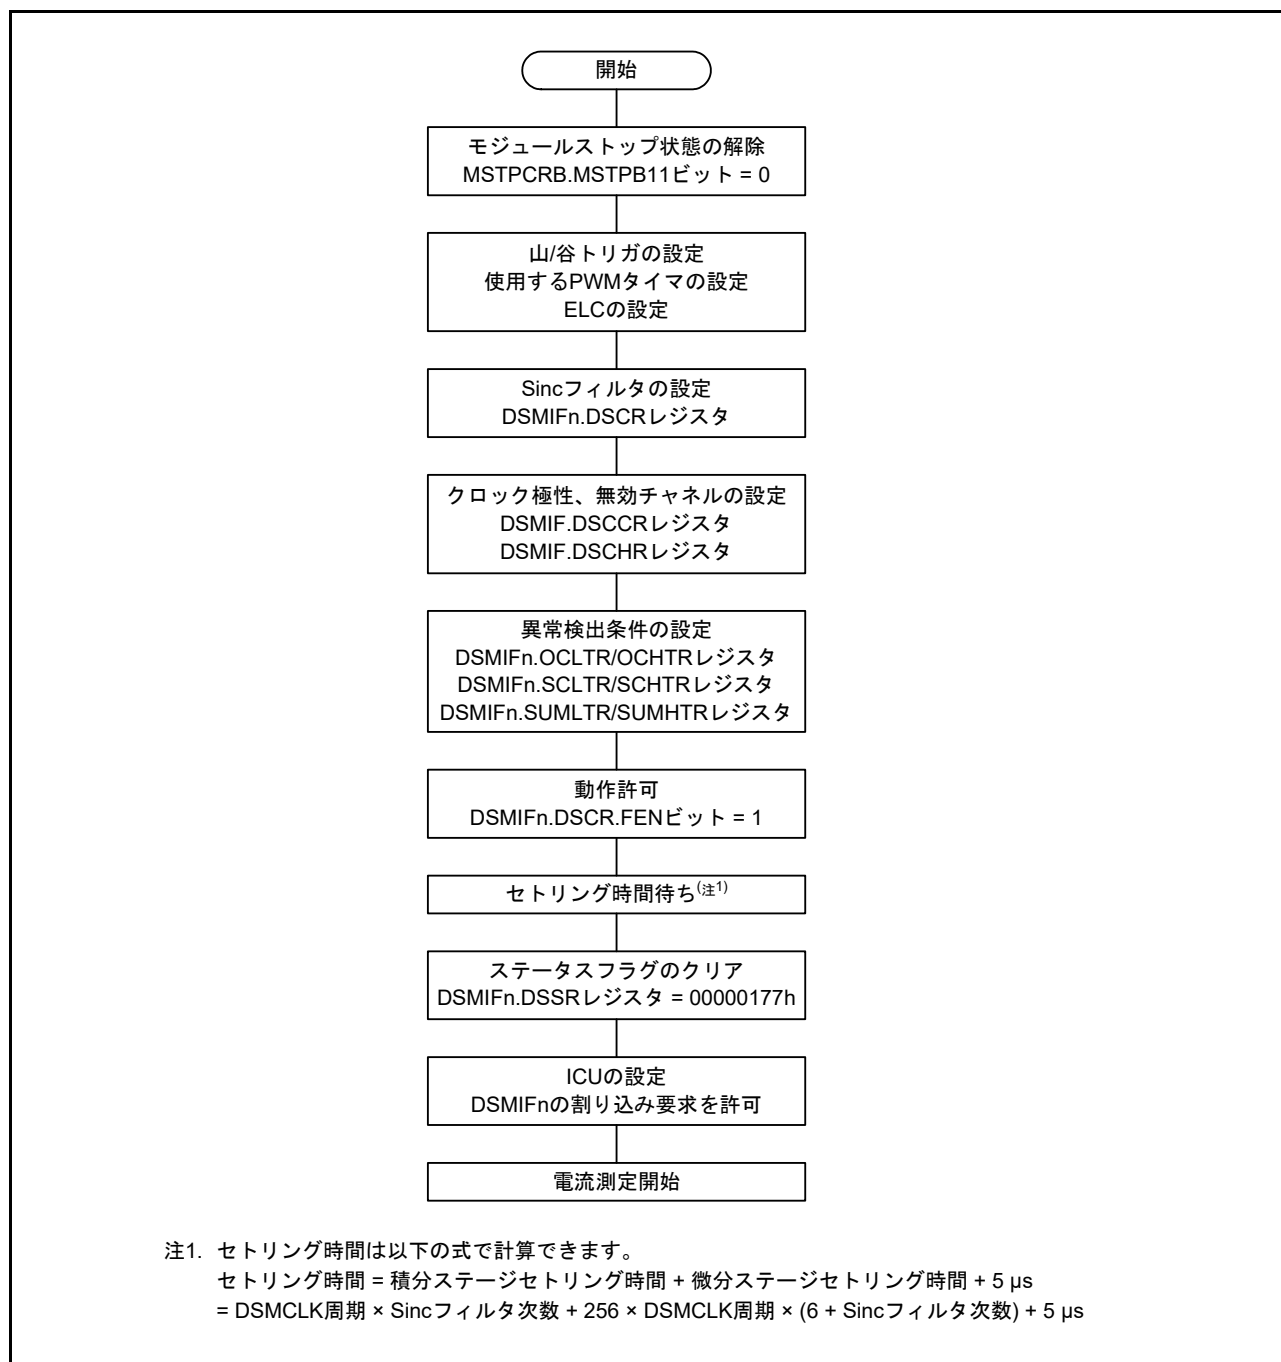 開始
モジュールストップ状態の解除
MSTPCRB.MSTPB11ビット = 0
山/谷トリガの設定
使用するPWMタイマの設定
ELCの設定
Sincフィルタの設定
DSMIFn.DSCRレジスタ
クロック極性、無効チャネルの設定
DSMIF.DSCCRレジスタ
DSMIF.DSCHRレジスタ
異常検出条件の設定
DSMIFn.OCLTR/OCHTRレジスタ
DSMIFn.SCLTR/SCHTRレジスタ
DSMIFn.SUMLTR/SUMHTRレジスタ
動作許可
DSMIFn.DSCR.FENビット = 1
セトリング時間待ち(注1)
ステータスフラグのクリア
DSMIFn.DSSRレジスタ = 00000177h
ICUの設定
DSMIFnの割り込み要求を許可
電流測定開始
注1. セトリング時間は以下の式で計算できます。
セトリング時間 = 積分ステージセトリング時間 + 微分ステージセトリング時間 + 5 µs
= DSMCLK周期 × Sincフィルタ次数 + 256 × DSMCLK周期 × (6 + Sincフィルタ次数) + 5 µs